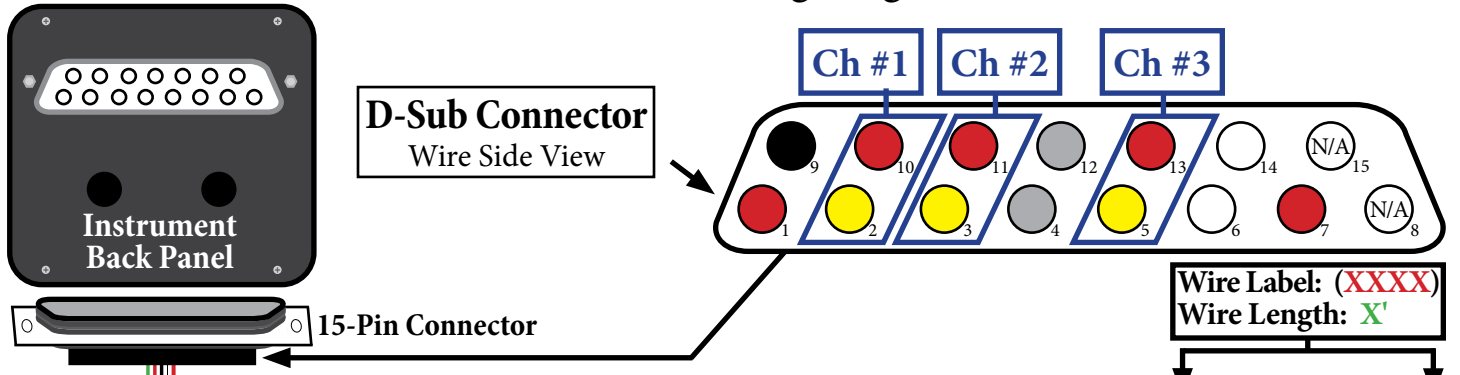 Ch #1
Ch #2
Ch #3
D-Sub Connector
Wire Side View
9
10
11
12
13
14
N/A
15
1
2
3
4
5
6
7
N/A
8
Instrument
Back Panel
Wire Label: (XXXX)
Wire Length: X'
15-Pin Connector